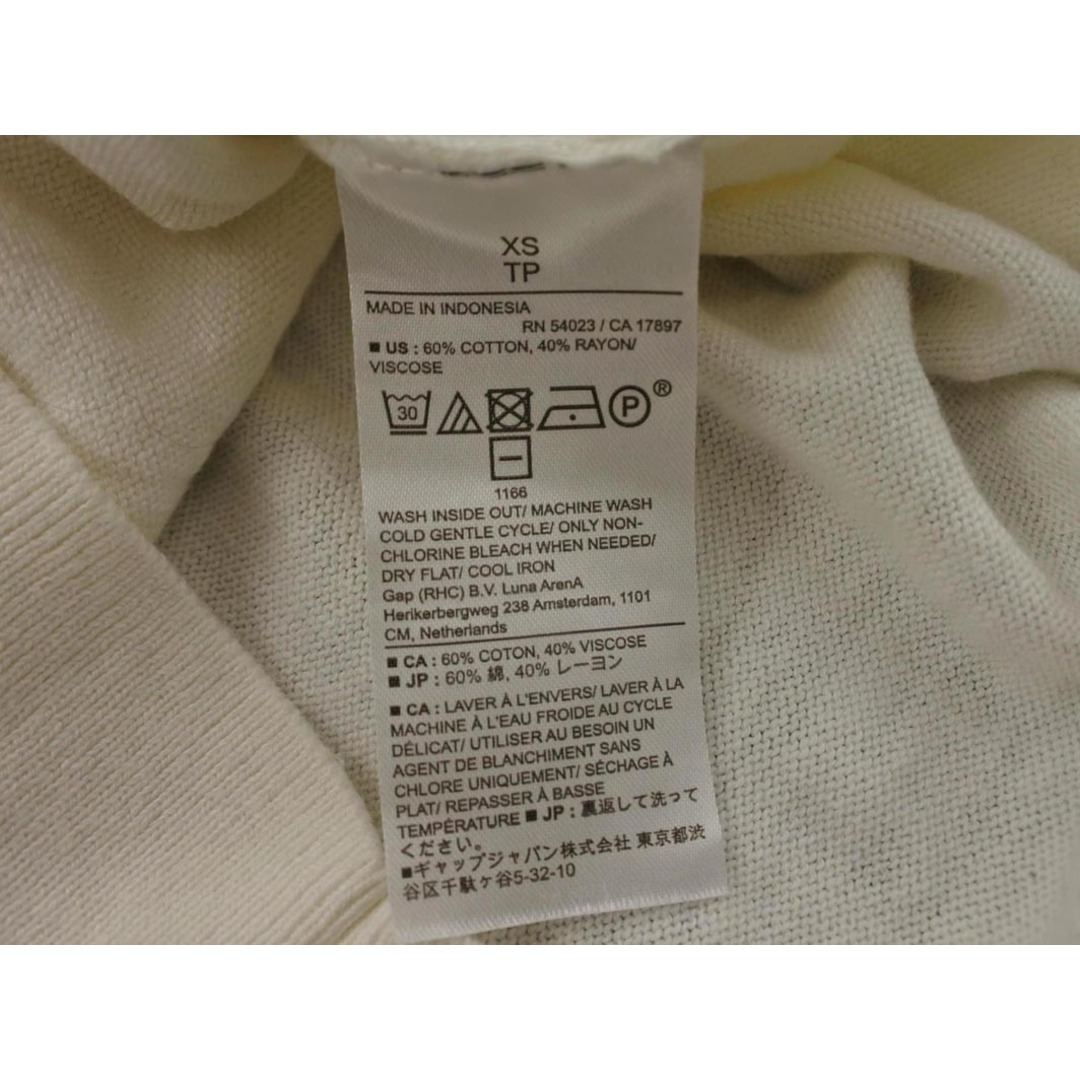 XS
TP
MADE IN INDONESIA
RN 54023 / CA 17897
■ US : 60% COTTON, 40% RAYON/
VISCOSE
30 P ®
1166
WASH INSIDE OUT/ MACHINE WASH
COLD GENTLE CYCLE/ ONLY NON-
CHLORINE BLEACH WHEN NEEDED/
DRY FLAT/ COOL IRON
Gap (RHC) B.V. Luna ArenA
Herikerbergweg 238 Amsterdam, 1101
CM, Netherlands
■ CA : 60% COTON, 40% VISCOSE
■ JP : 60% 綿, 40% レーヨン
■ CA : LAVER À L'ENVERS/ LAVER À LA
MACHINE À L'EAU FROIDE AU CYCLE
DÉLICAT/ UTILISER AU BESOIN UN
AGENT DE BLANCHIMENT SANS
CHLORE UNIQUEMENT/ SÉCHAGE À
PLAT/ REPASSER À BASSE
TEMPÉRATURE ■ JP : 裏返して洗って
ください。
■ギャップジャパン株式会社 東京都渋
谷区千駄ヶ谷5-32-10